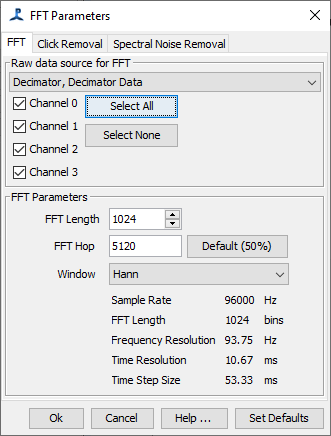 FFT Parameters
FFT Click Removal Spectral Noise Removal
Raw data source for FFT
Decimator, Decimator Data
Channel 0 Select All
Channel 1 Select None
Channel 2
Channel 3
FFT Parameters
FFT Length 1024
FFT Hop 5120 Default (50%)
Window Hann
Sample Rate 96000 Hz
FFT Length 1024 bins
Frequency Resolution 93.75 Hz
Time Resolution 10.67 ms
Time Step Size 53.33 ms
Ok Cancel Help ... Set Defaults